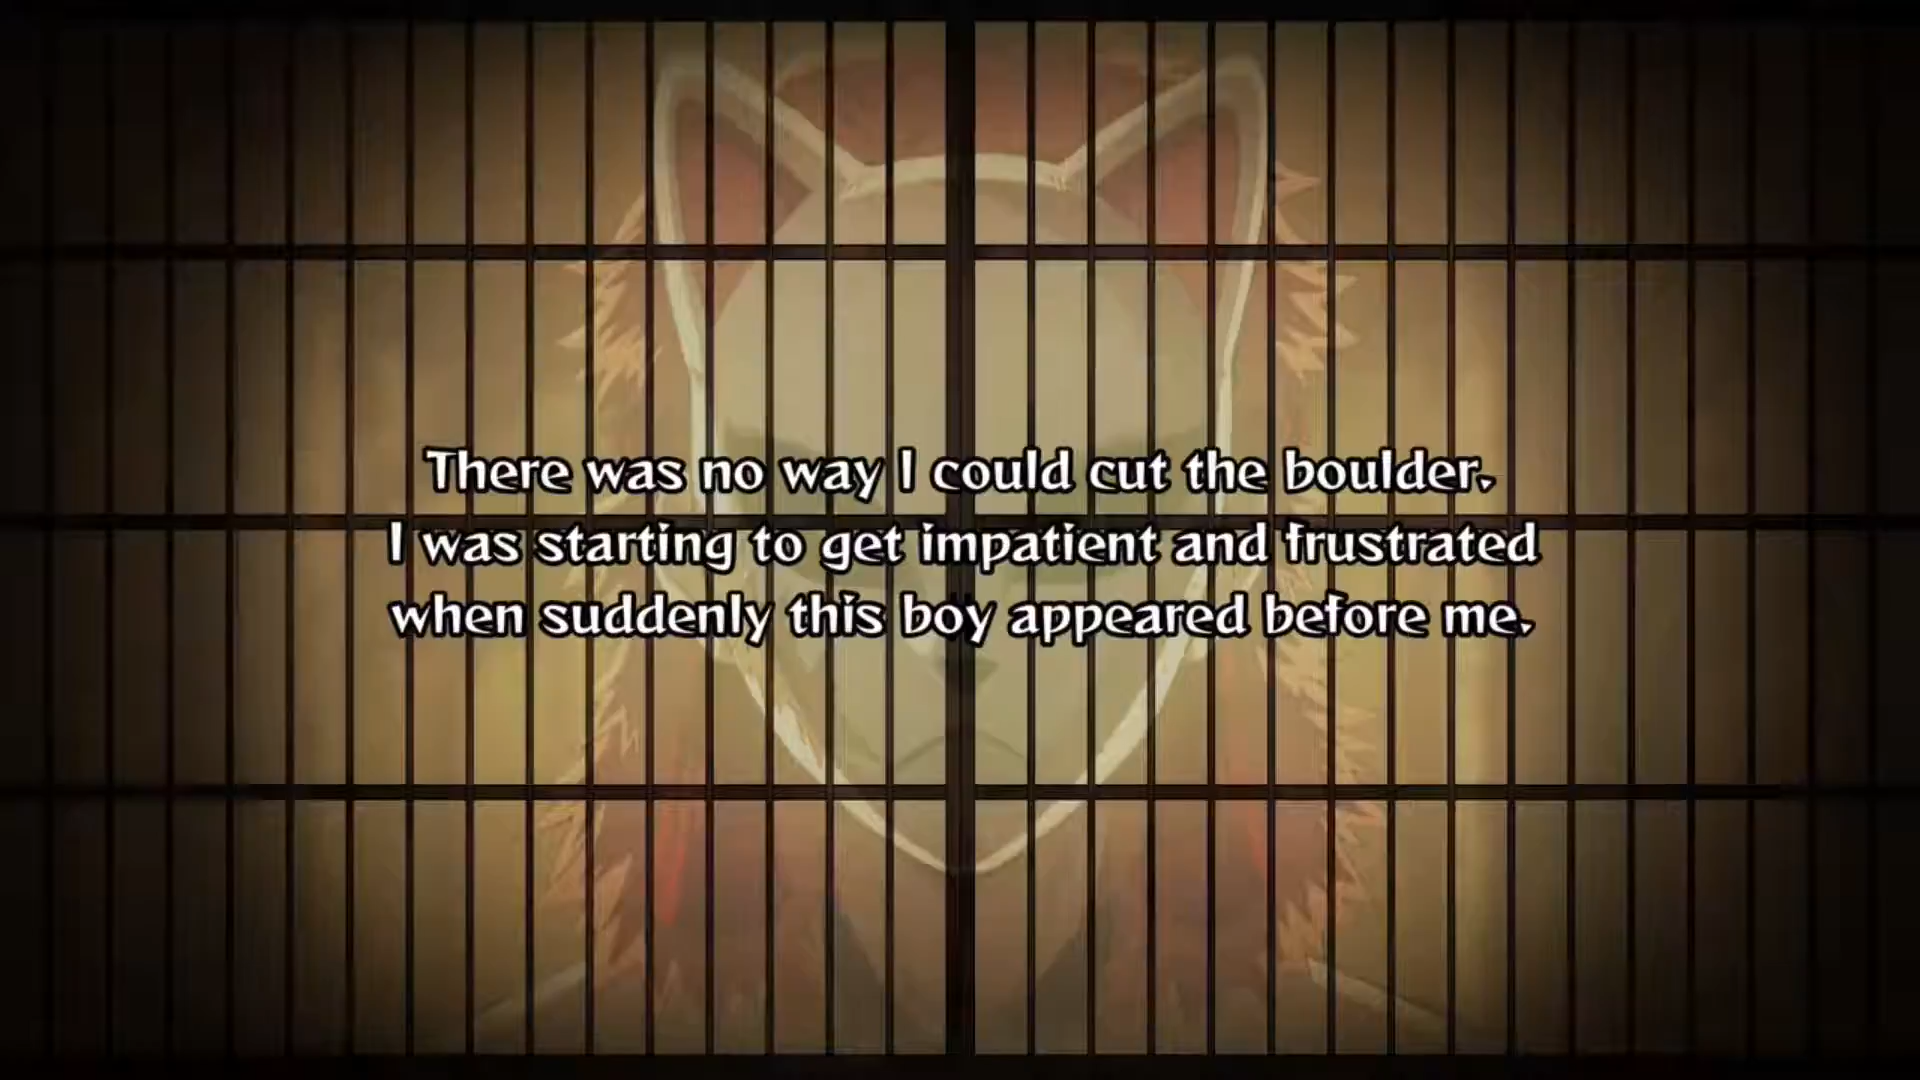 There was no way I could cut the boulder.
I was starting to get impatient and frustrated
when suddenly this boy appeared before me.